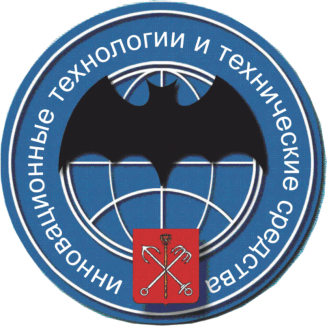 инновационные технологии и технические средства